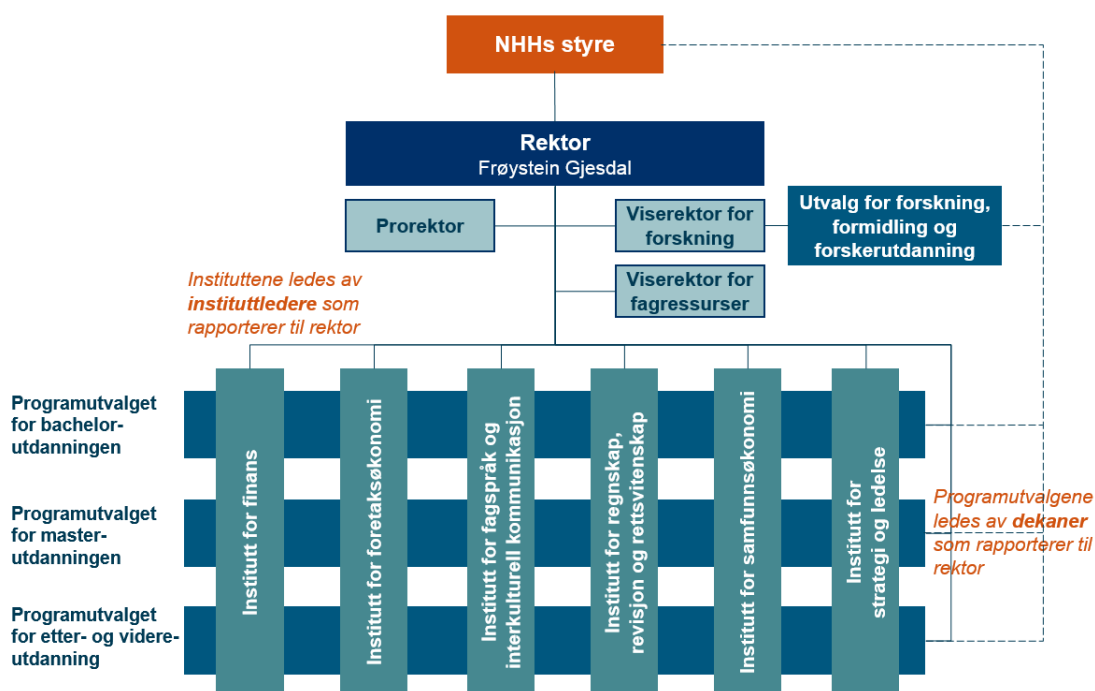 NHHs styre
Rektor
Frøystein Gjesdal
Prorektor
Viserektor for
forskning
Utvalg for forskning,
formidling og
forskerutdanning
Viserektor for
fagressurser
Instituttene ledes av
instituttledere som
rapporterer til rektor
Programutvalget
for bachelor-
utdanningen
Programutvalget
for master-
utdanningen
Programutvalget
for etter- og videre-
utdanning
Institutt for finans
Institutt for foretaksøkonomi
Institutt for fagspråk og
interkulturell kommunikasjon
Institutt for regnskap,
revisjon og rettsvitenskap
Institutt for samfunnsøkonomi
Institutt for
strategi og ledelse
Programutvalgene
ledes av dekaner
som rapporterer til
rektor